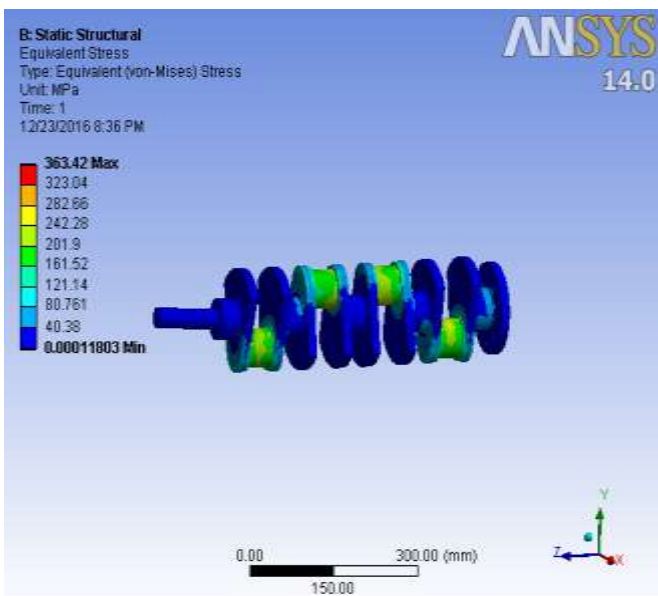 B: Static Structural
Equivalent Stress
Type: Equivalent (von-Mises) Stress
Unit: MPa
Time: 1
12/23/2016 8:36 PM
ANSYS
14.0
363.42 Max
323.04
282.66
242.28
201.9
161.52
121.14
80.761
40.38
0.00011803 Min
0.00
300.00 (mm)
150.00
Y
Z
X